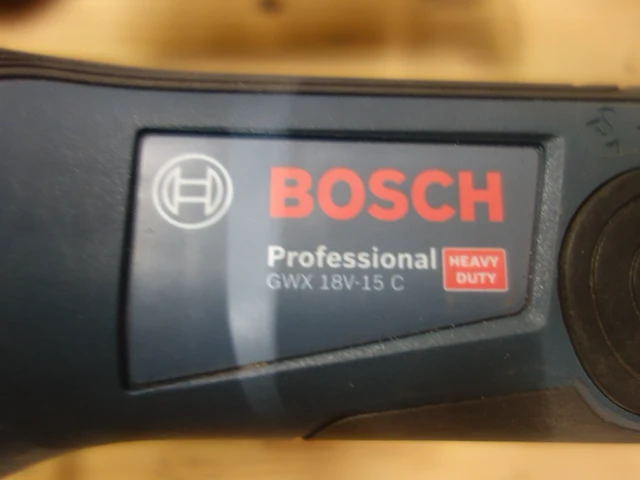 BOSCH
Professional
HEAVY
DUTY
GWX 18V-15 C